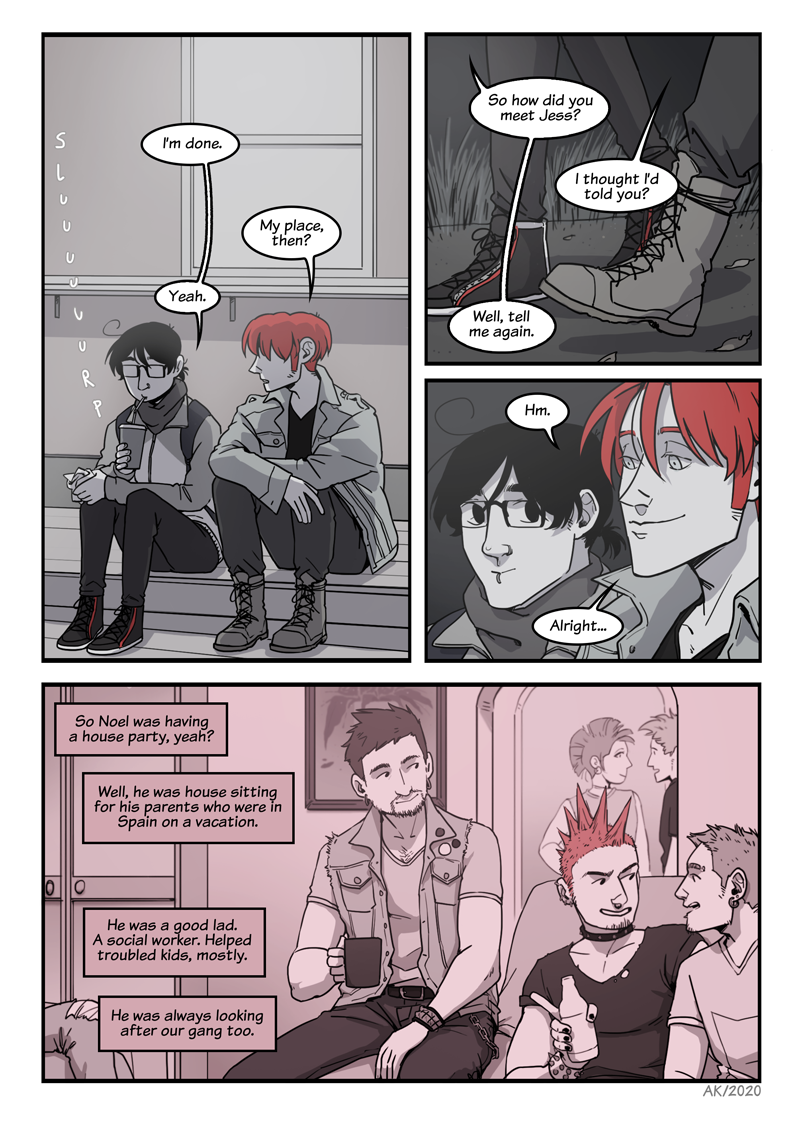 S
L
U
U
U
U
U
U
R
P
I'm done.
My place,
then?
Yeah.
So how did you
meet Jess?
I thought I'd
told you?
Well, tell
me again.
Hm.
Alright...
So Noel was having
a house party, yeah?
Well, he was house sitting
for his parents who were in
Spain on a vacation.
He was a good lad.
A social worker. Helped
troubled kids, mostly.
He was always looking
after our gang too.
AK/2020